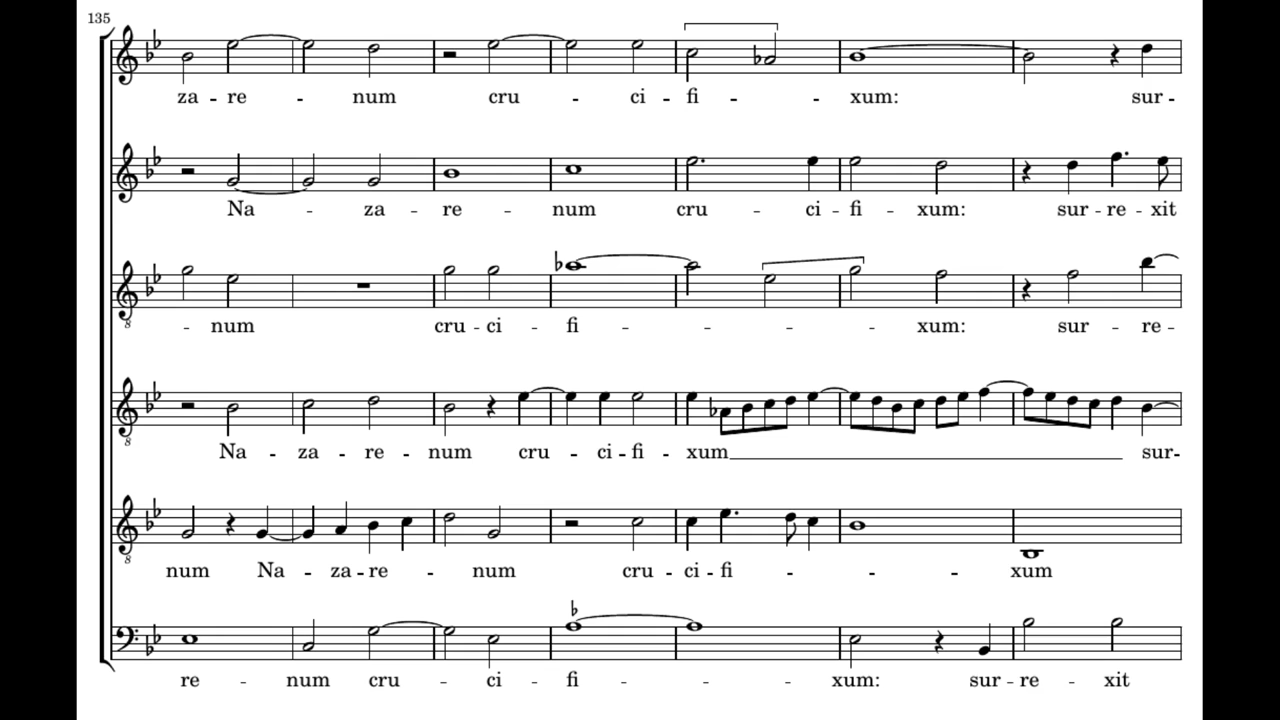 135
za - re - num cru - ci - fi - - xum: sur -
Na - za - re - num cru - ci - fi - xum: sur - re - xit
- num cru - ci - fi - - - - xum: sur - re -
Na - za - re - num cru - ci - fi - xum sur-
num Na - za - re - num cru - ci - fi - - - xum
re - num cru - ci - fi - - - xum: sur - re - xit